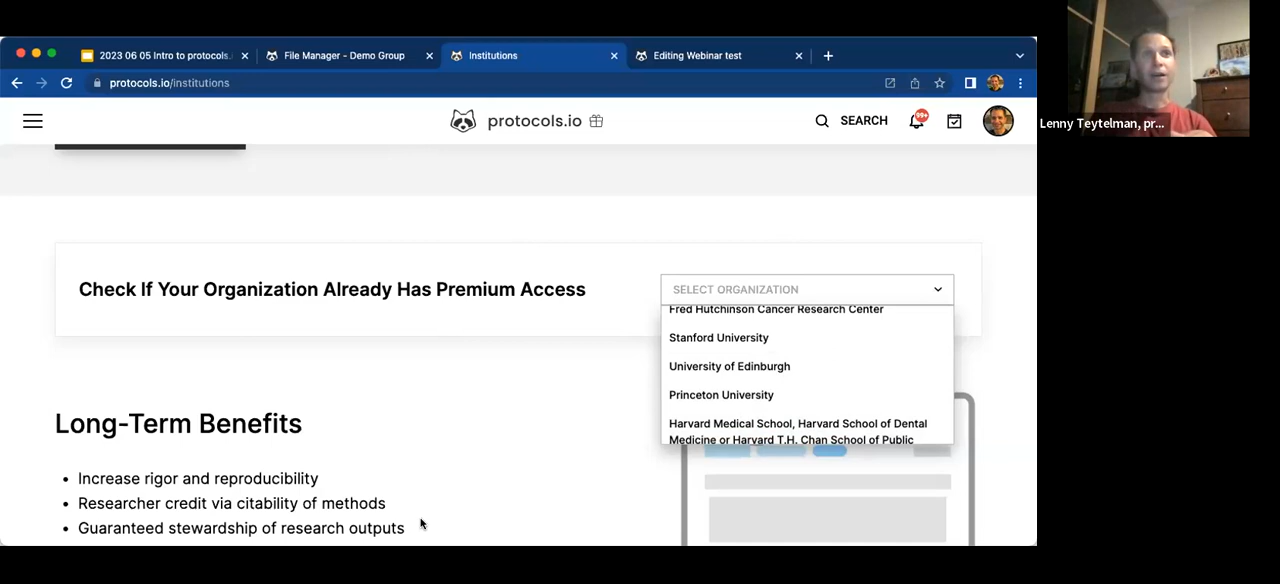 2023 06 05 Intro to protocols.
File Manager - Demo Group
Institutions
Editing Webinar test
protocols.io/institutions
protocols.io
SEARCH
99+
Lenny Teytelman, pr...
Check If Your Organization Already Has Premium Access
SELECT ORGANIZATION
Fred Hutchinson Cancer Research Center
Stanford University
University of Edinburgh
Princeton University
Harvard Medical School, Harvard School of Dental
Medicine or Harvard T.H. Chan School of Public
Long-Term Benefits
• Increase rigor and reproducibility
• Researcher credit via citability of methods
• Guaranteed stewardship of research outputs